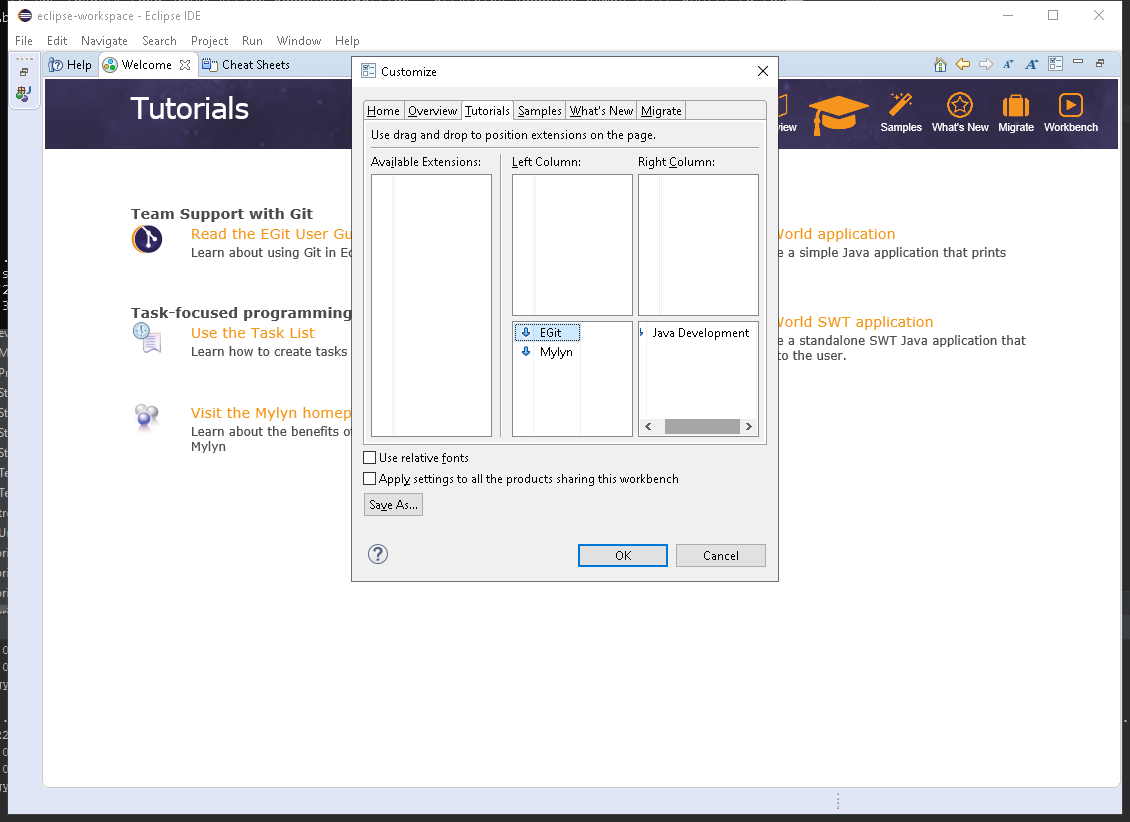 eclipse-workspace - Eclipse IDE
File Edit Navigate Search Project Run Window Help
Help Welcome Cheat Sheets
Tutorials
Samples What's New Migrate Workbench
Team Support with Git
Read the EGit User Gu
Learn about using Git in Ec
Task-focused programming
Use the Task List
Learn how to create tasks
Visit the Mylyn homep
Learn about the benefits of
Mylyn
Customize
Home Overview Tutorials Samples What's New Migrate
Use drag and drop to position extensions on the page.
Available Extensions: Left Column: Right Column:
EGit
Mylyn
Java Development
Use relative fonts
Apply settings to all the products sharing this workbench
Save As...
?
OK Cancel
World application
e a simple Java application that prints
World SWT application
e a standalone SWT Java application that
to the user.